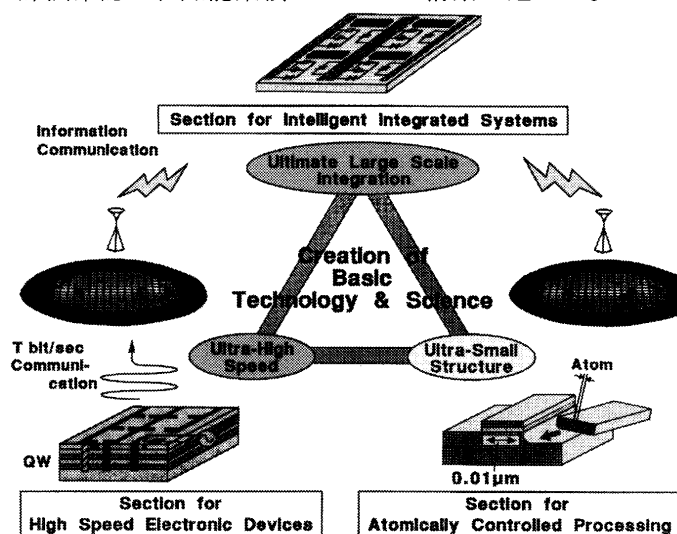 Section for Intelligent Integrated Systems
Information
Communication
Ultimate Large Scale
Integration
Creation of
Basic
Technology & Science
Ultra-High
Speed
Ultra-Small
Structure
T bit/sec
Communi-
cation
Atom
QW
0.01μm
Section for
High Speed Electronic Devices
Section for
Atomically Controlled Processing